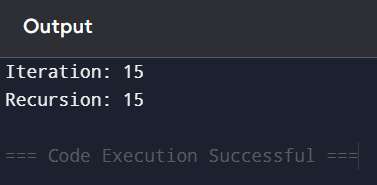 Output
Iteration: 15
Recursion: 15
=== Code Execution Successful ===